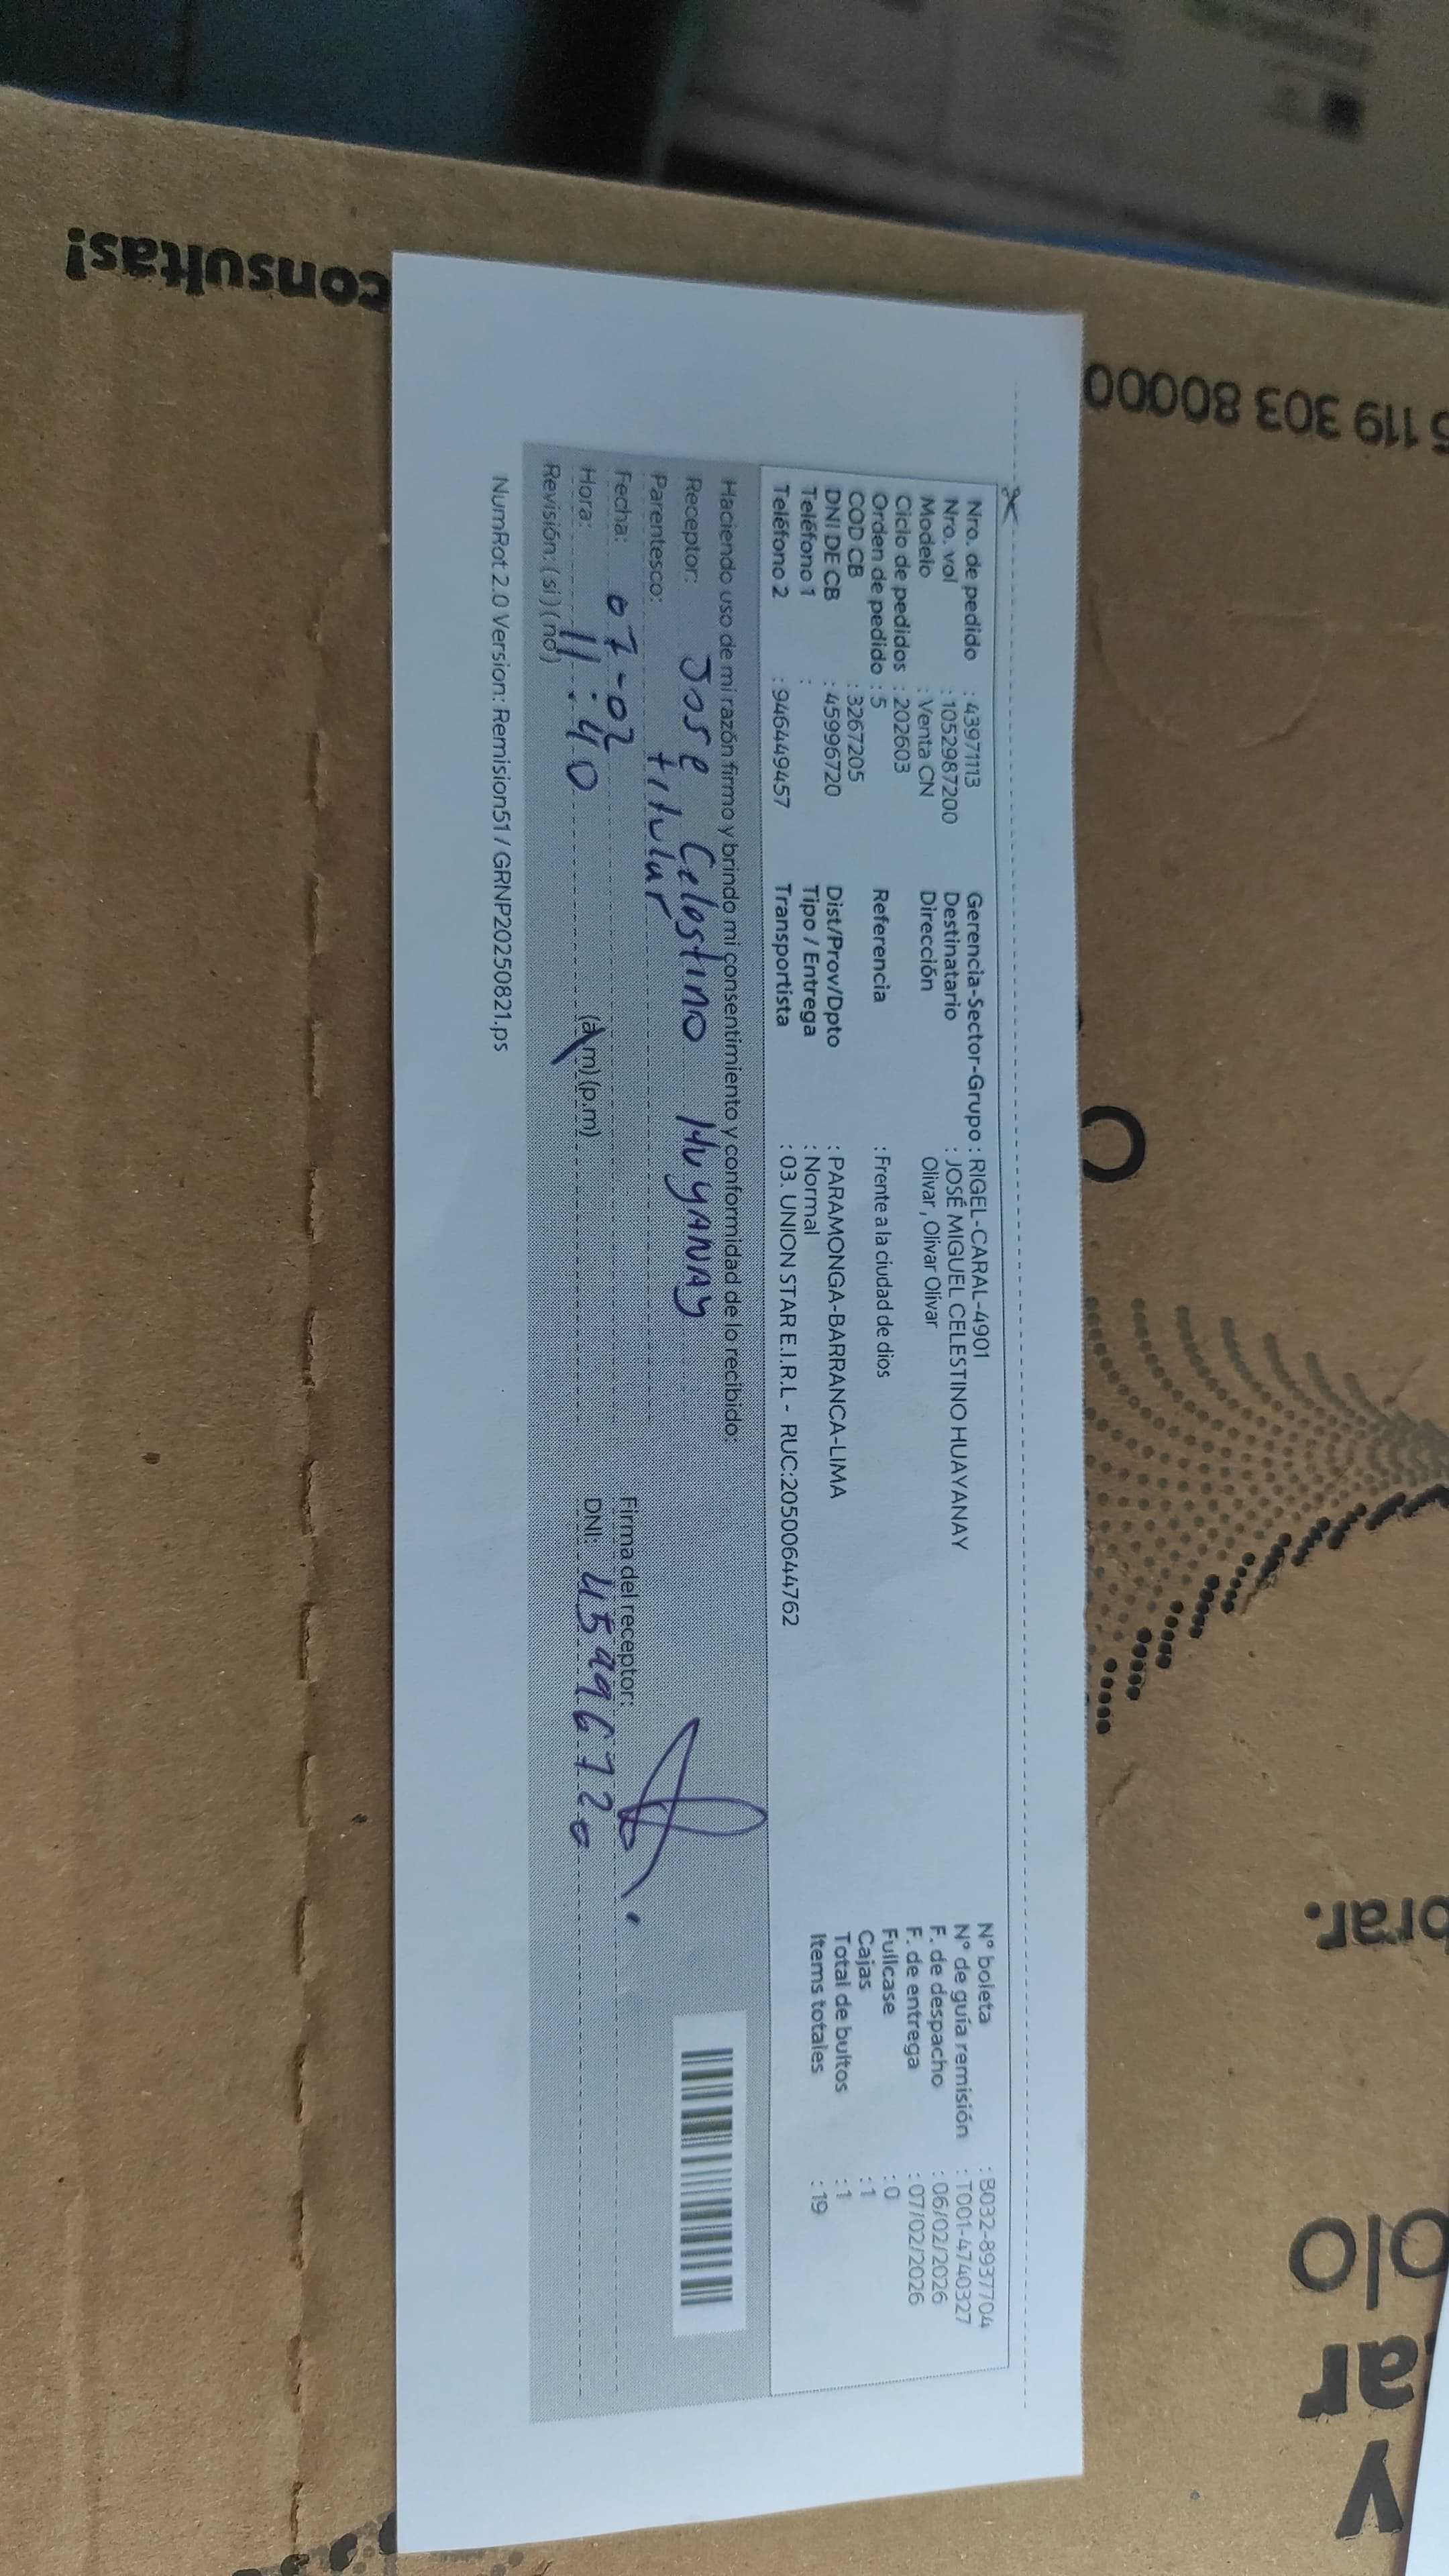 Nro. de pedido : 43971113
Nro. vol : 1052987200
Modelo : Venta CN
Ciclo de pedidos : 202603
Orden de pedido : 5
COD CB : 3267205
DNI DE CB : 45996720
Teléfono 1 :
Teléfono 2 : 946449457
Gerencia-Sector-Grupo : RIGEL-CARAL-4901
Destinatario : JOSÉ MIGUEL CELESTINO HUAYANAY
Dirección Olivar , Olivar Olivar
Referencia : Frente a la ciudad de dios
Dist/Prov/Dpto : PARAMONGA-BARRANCA-LIMA
Tipo / Entrega : Normal
Transportista : 03. UNION STAR E.I.R.L - RUC:20500644762
N° boleta : B032-8937704
N° de guía remisión : T001-4740327
F. de despacho : 06/02/2026
F. de entrega : 07/02/2026
Fullcase : 0
Cajas : 1
Total de bultos : 1
Items totales : 19
Haciendo uso de mi razón firmo y brindo mi consentimiento y conformidad de lo recibido:
Receptor: Jose Celestino HuyANAy
Parentesco: titular
Fecha: 07-02
Hora: 11:40 (a.m) (p.m)
Revisión: ( si ) ( no )
Firma del receptor:
DNI: 45996720
NumRot 2.0 Version: Remision51 / GRNP20250821.ps
consultas!
119 303 80000
rar.
olo
ar
y